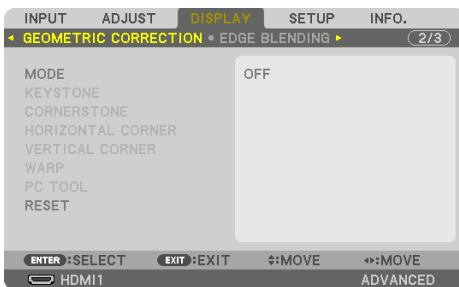 INPUT ADJUST DISPLAY SETUP INFO.
GEOMETRIC CORRECTION • EDGE BLENDING 2/3
MODE OFF
KEYSTONE
CORNERSTONE
HORIZONTAL CORNER
VERTICAL CORNER
WARP
PC TOOL
RESET
ENTER :SELECT EXIT :EXIT :MOVE :MOVE
HDMI1 ADVANCED